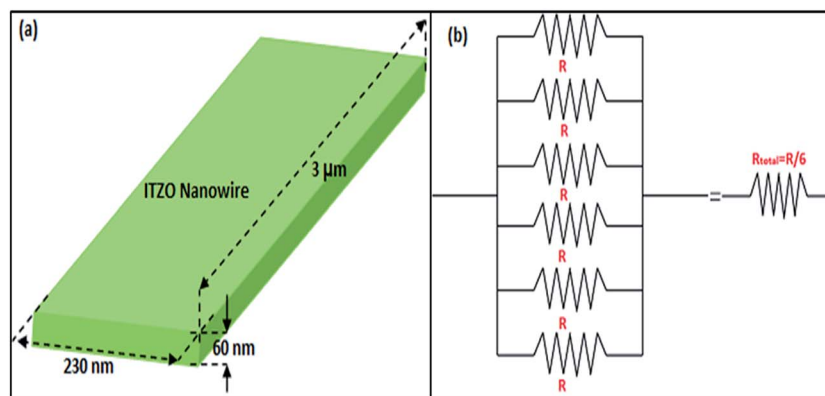 (a)
3 µm
ITZO Nanowire
60 nm
230 nm
(b)
R
R
R
R
R
R
=
Rtotal=R/6